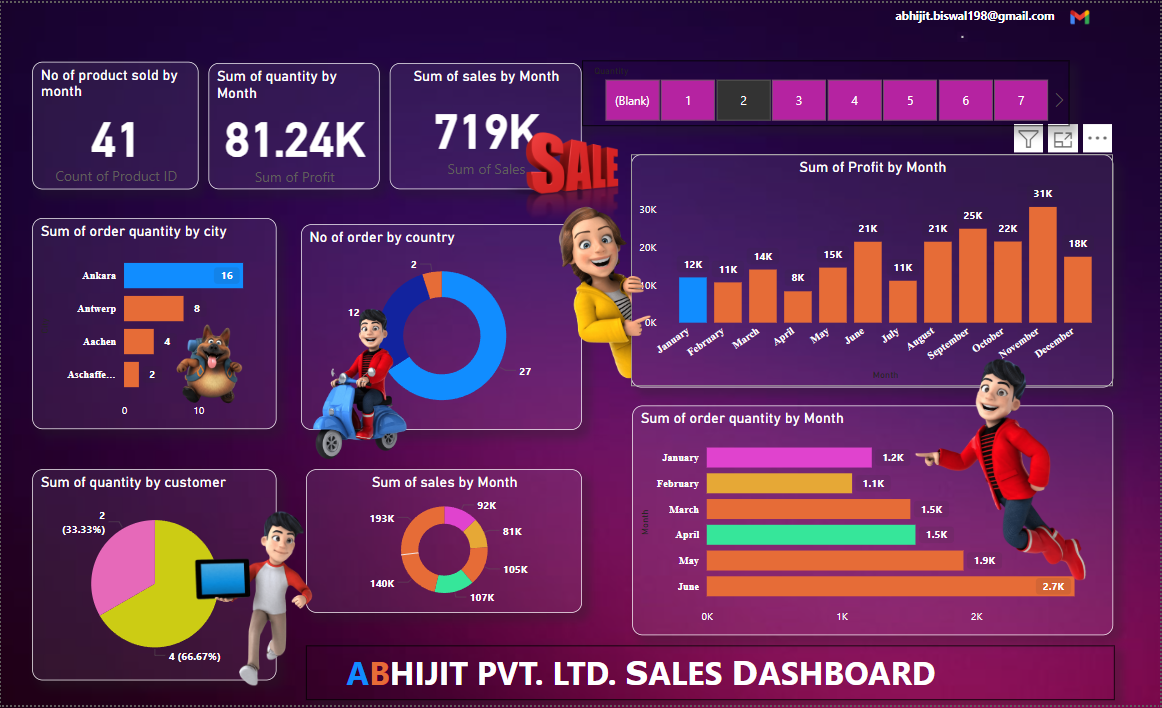 abhijit.biswal198@gmail.com
No of product sold by
month
41
Count of Product ID
Sum of quantity by
Month
81.24K
Sum of Profit
Sum of sales by Month
719K
Sum of Sales
SALE
Quantity
(Blank)
1
2
3
4
5
6
7
Sum of Profit by Month
30K
20K
10K
0K
12K
11K
14K
8K
15K
21K
11K
21K
25K
22K
31K
18K
January
February
March
April
May
June
July
August
September
October
November
December
Month
Sum of order quantity by city
Ankara 16
Antwerp 8
Aachen 4
Aschaffe... 2
0 10
No of order by country
2
12
27
Sum of order quantity by Month
Month
January 1.2K
February 1.1K
March 1.5K
April 1.5K
May 1.9K
June 2.7K
0K 1K 2K
Sum of quantity by customer
2
(33.33%)
4 (66.67%)
Sum of sales by Month
92K
193K
81K
105K
140K
107K
ABHIJIT PVT. LTD. SALES DASHBOARD